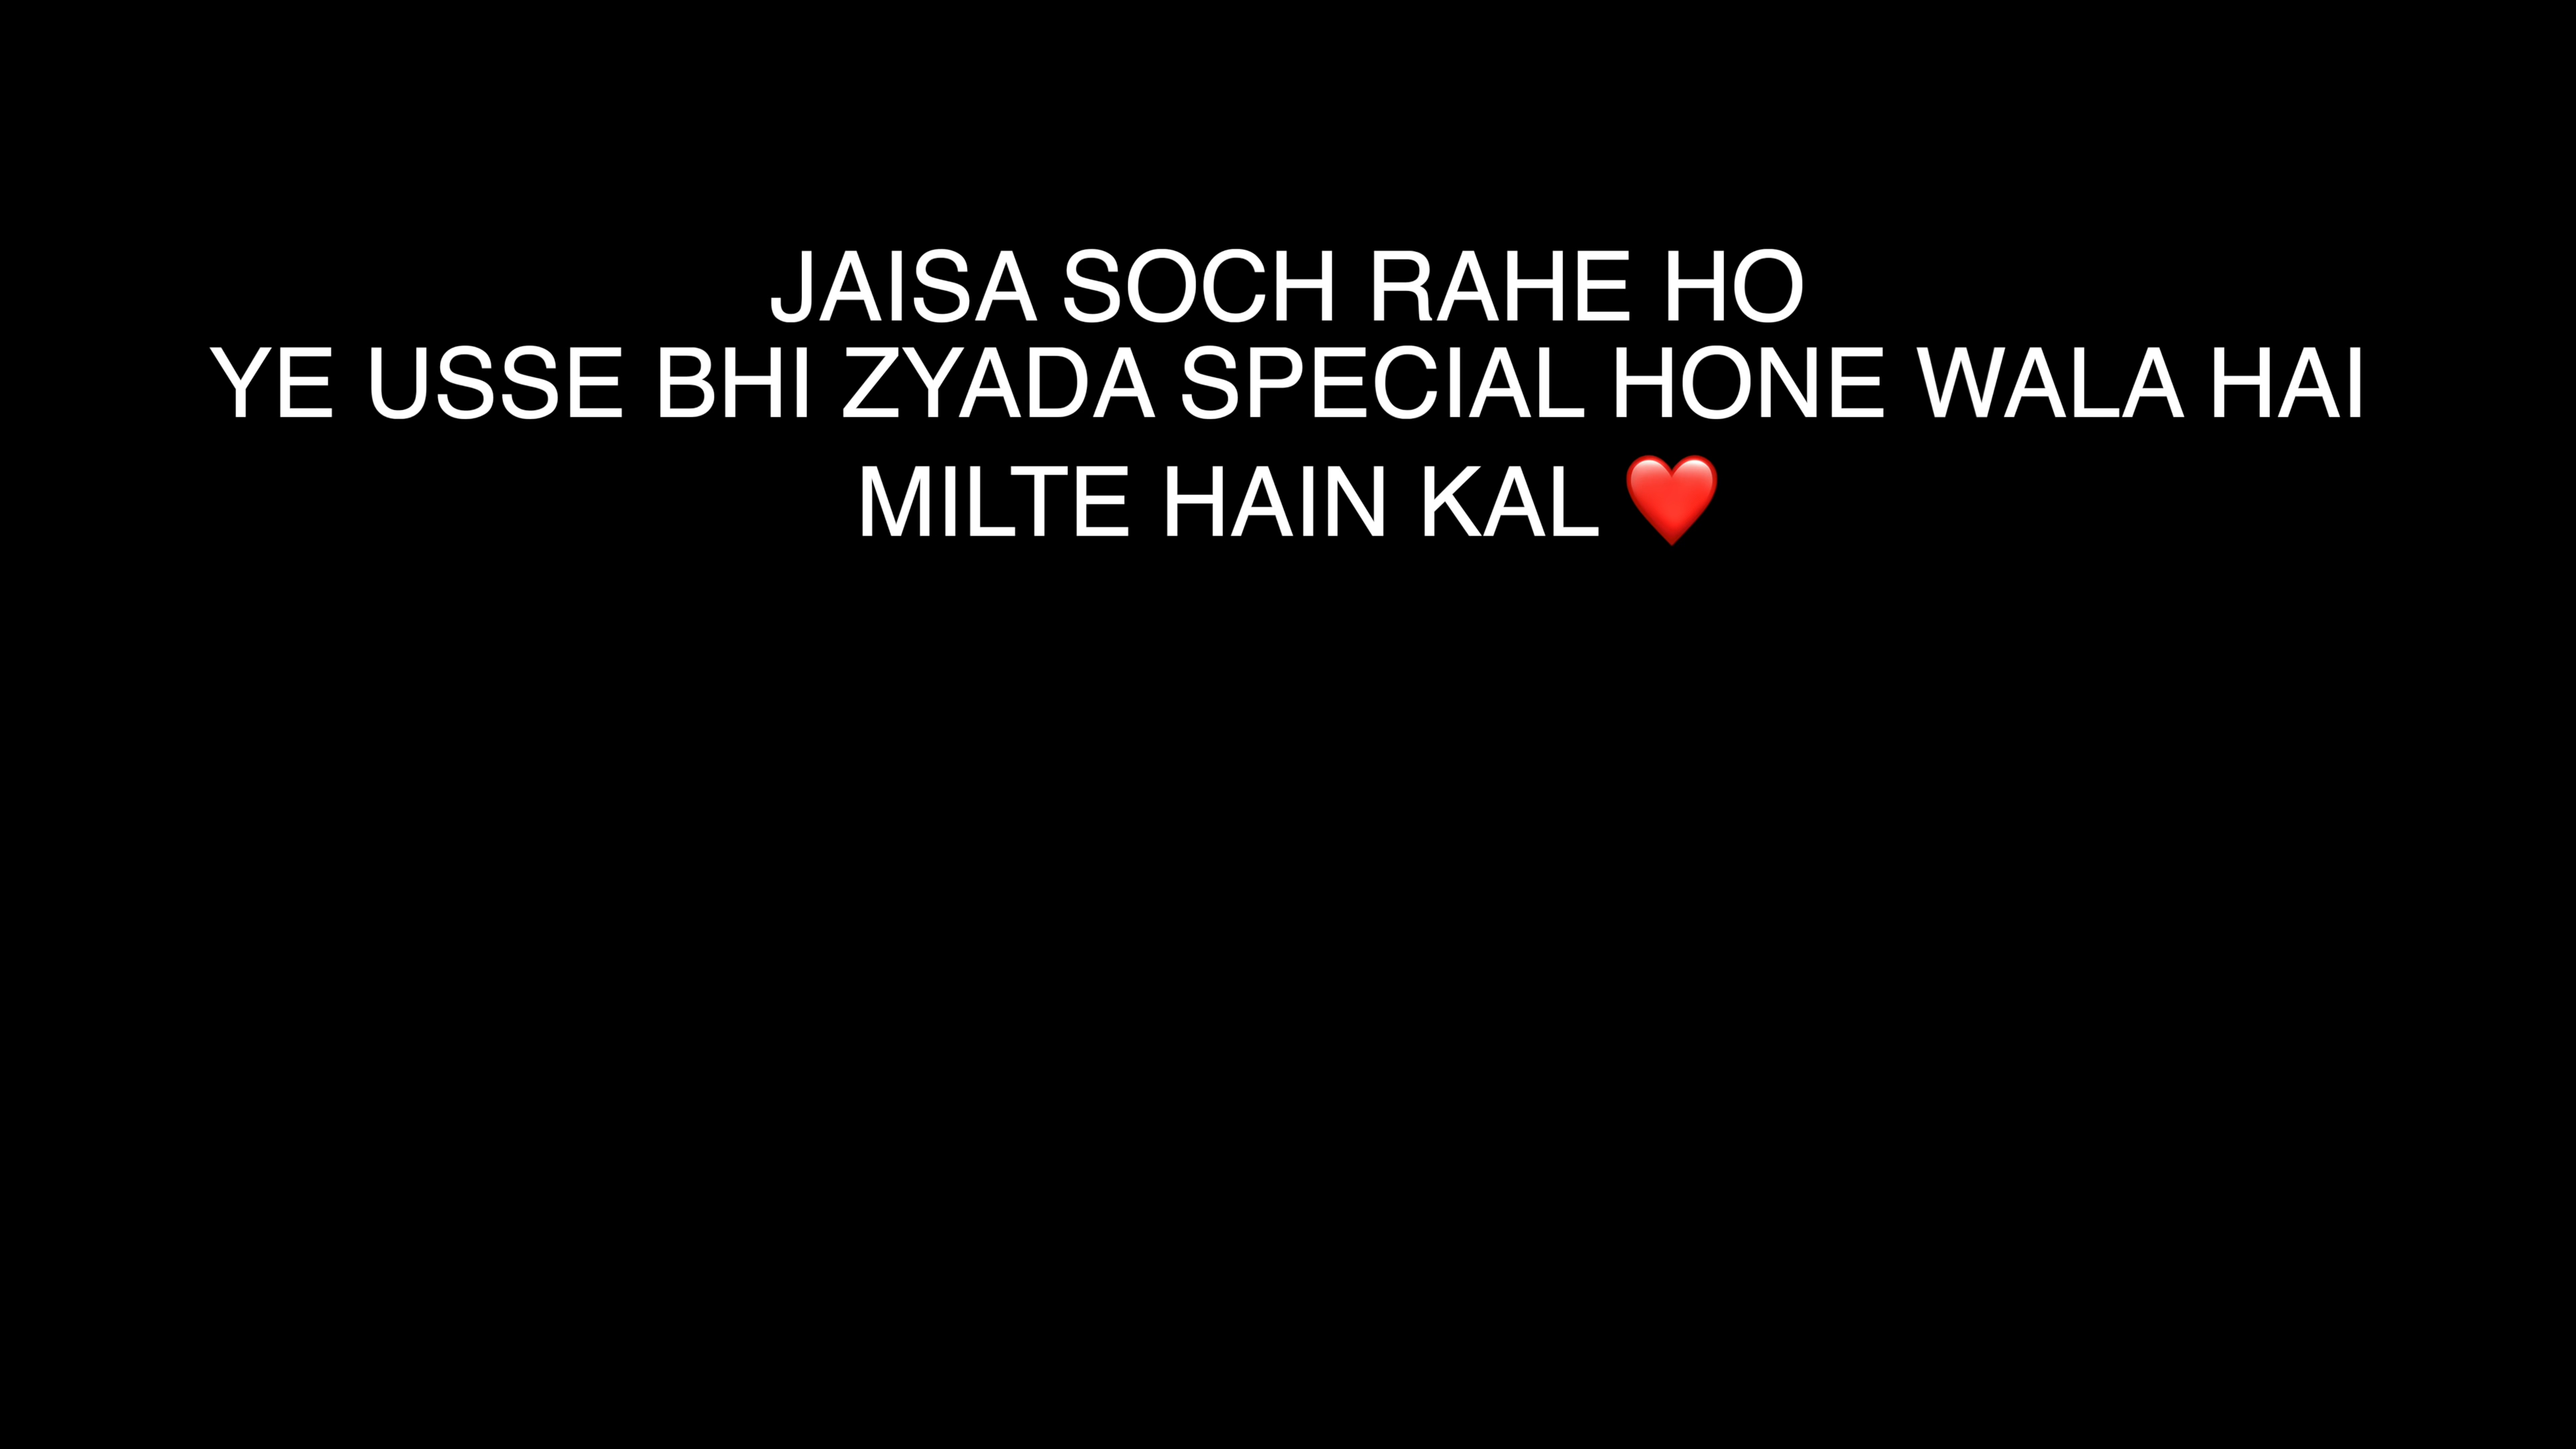 JAISA SOCH RAHE HO
YE USSE BHI ZYADA SPECIAL HONE WALA HAI
MILTE HAIN KAL ❤️